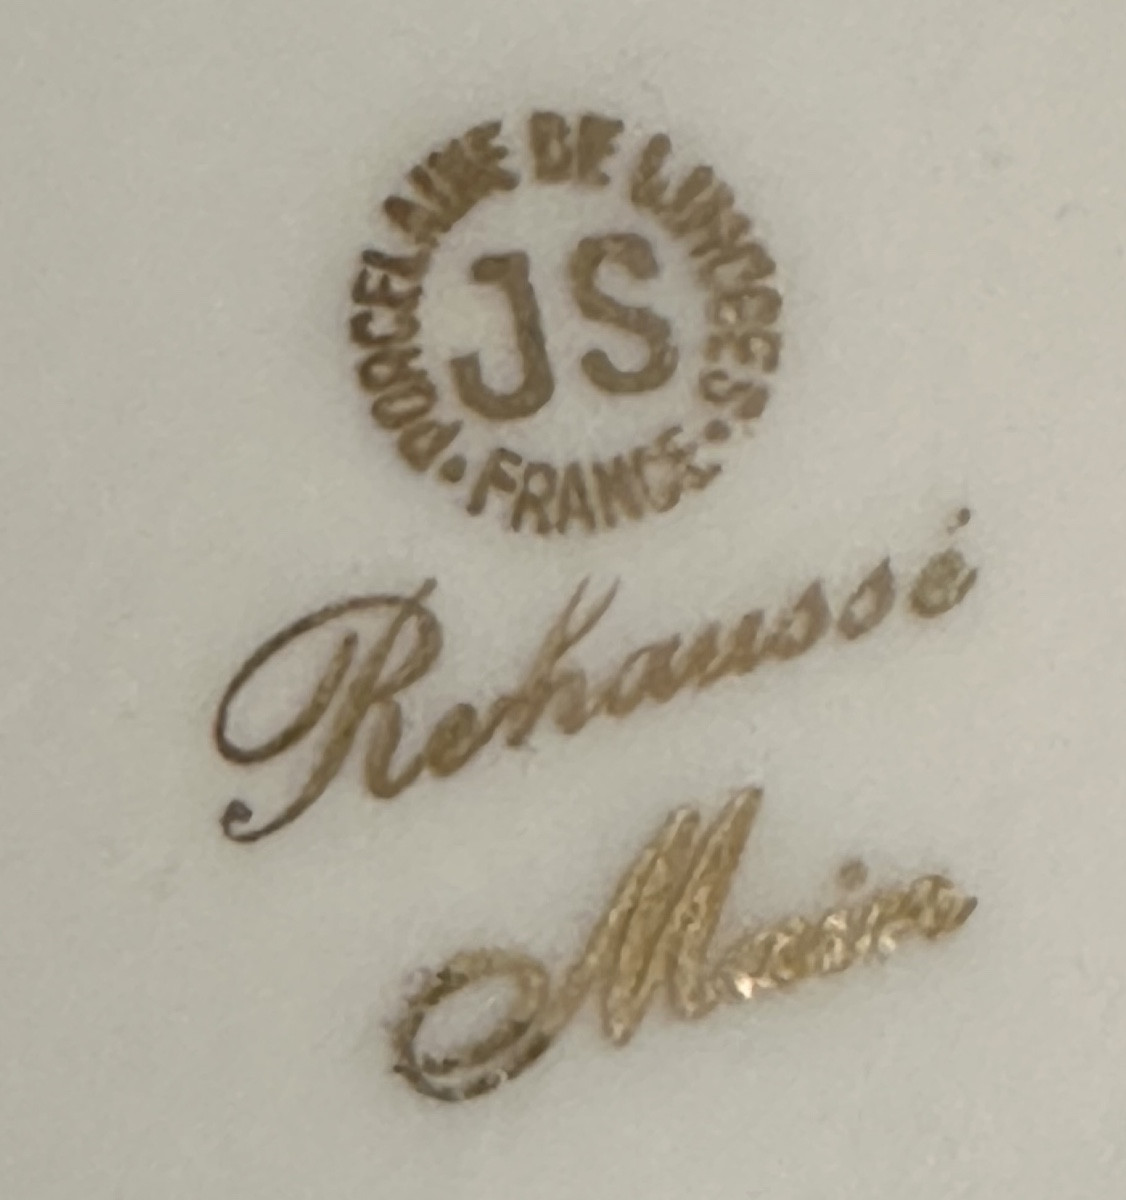 PORCELAINE DE LIMOGES
JS
· FRANCE ·
Rehaussé
Main